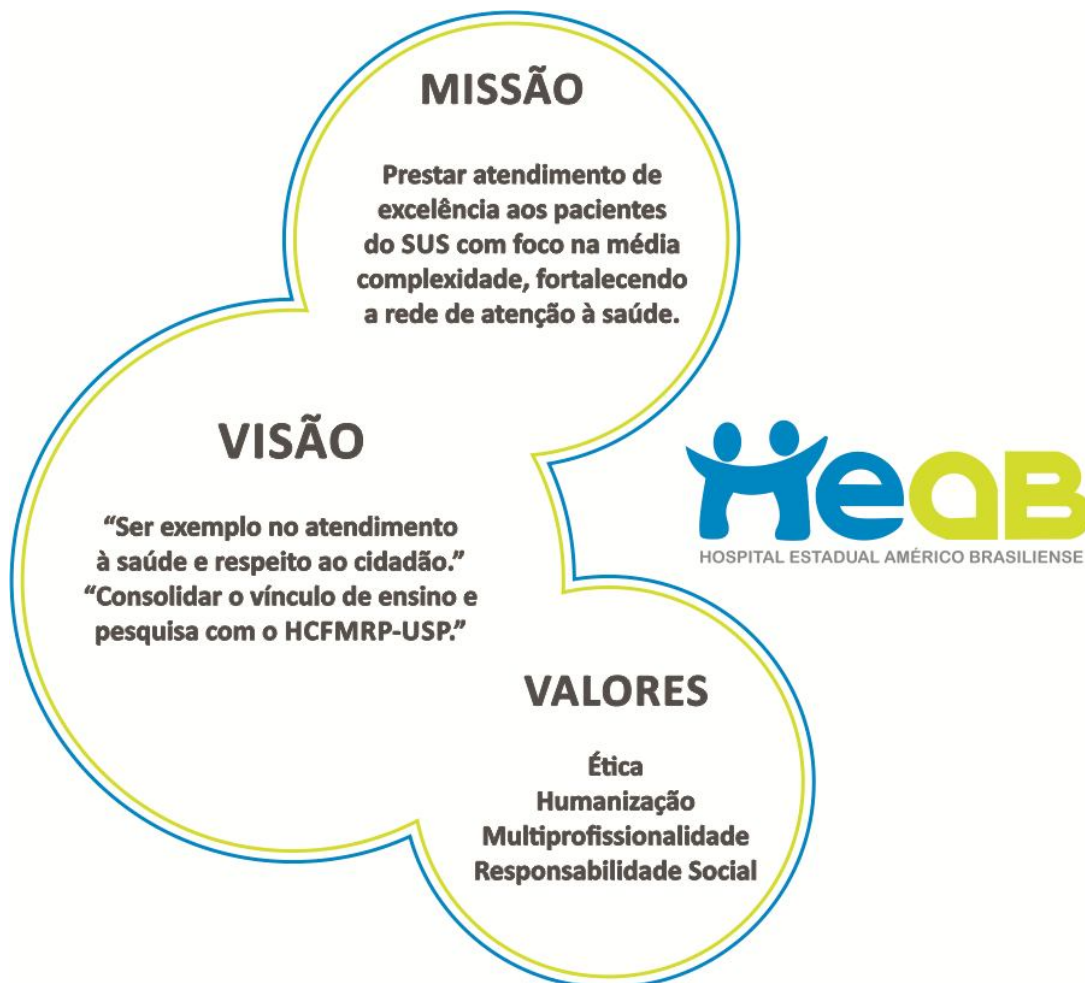 MISSÃO
Prestar atendimento de
excelência aos pacientes
do SUS com foco na média
complexidade, fortalecendo
a rede de atenção à saúde.
VISÃO
“Ser exemplo no atendimento
à saúde e respeito ao cidadão.”
“Consolidar o vínculo de ensino e
pesquisa com o HCFMRP-USP.”
HeaB
HOSPITAL ESTADUAL AMÉRICO BRASILIENSE
VALORES
Ética
Humanização
Multiprofissionalidade
Responsabilidade Social